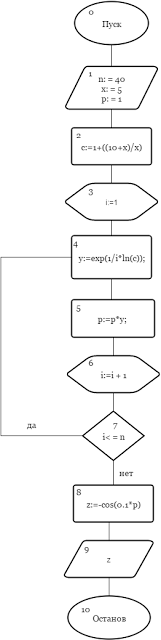 0
Пуск
1
n: = 40
x: = 5
p: = 1
2
c:=1+((10+x)/x)
3
i:=1
4
y:=exp(1/i*ln(c));
5
p:=p*y;
6
i:=i + 1
7
i<= n
да
нет
8
z:=-cos(0.1*p)
9
z
10
Останов